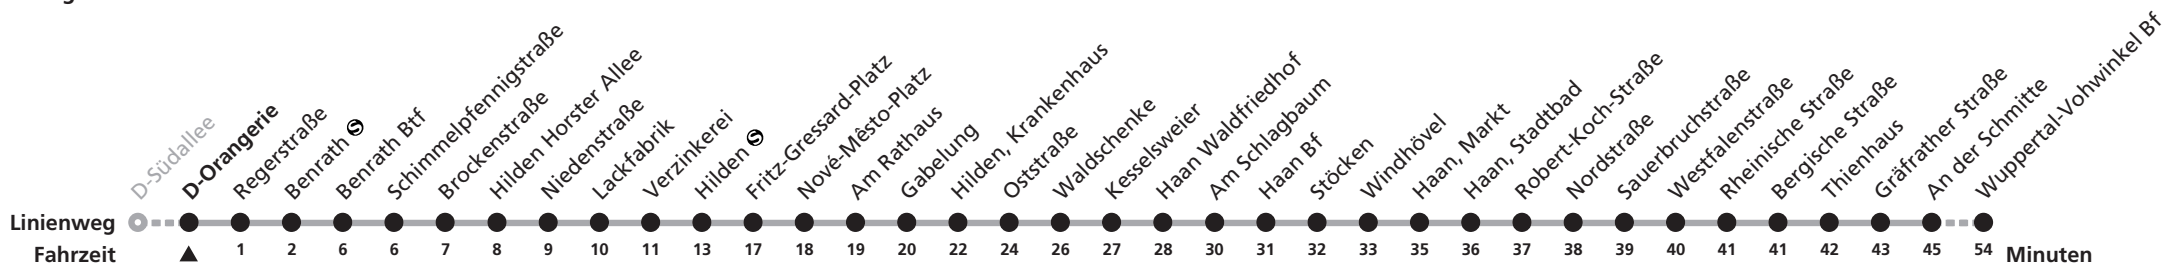 D-Südallee
D-Orangerie
Regerstraße
Benrath S
Benrath Btf
Schimmelpfennigstraße
Brockenstraße
Hilden Horster Allee
Niedenstraße
Lackfabrik
Verzinkerei
Hilden S
Fritz-Gressard-Platz
Nové-Město-Platz
Am Rathaus
Gabelung
Hilden, Krankenhaus
Oststraße
Waldschenke
Kesselsweier
Haan Waldfriedhof
Am Schlagbaum
Haan Bf
Stöcken
Windhövel
Haan, Markt
Haan, Stadtbad
Robert-Koch-Straße
Nordstraße
Sauerbruchstraße
Westfalenstraße
Rheinische Straße
Bergische Straße
Thienhaus
Gräfrather Straße
An der Schmitte
Wuppertal-Vohwinkel Bf
Linienweg
Fahrzeit 1 2 6 6 7 8 9 10 11 13 17 18 19 20 22 24 26 27 28 30 31 32 33 35 36 37 38 39 40 41 41 42 43 45 54 Minuten